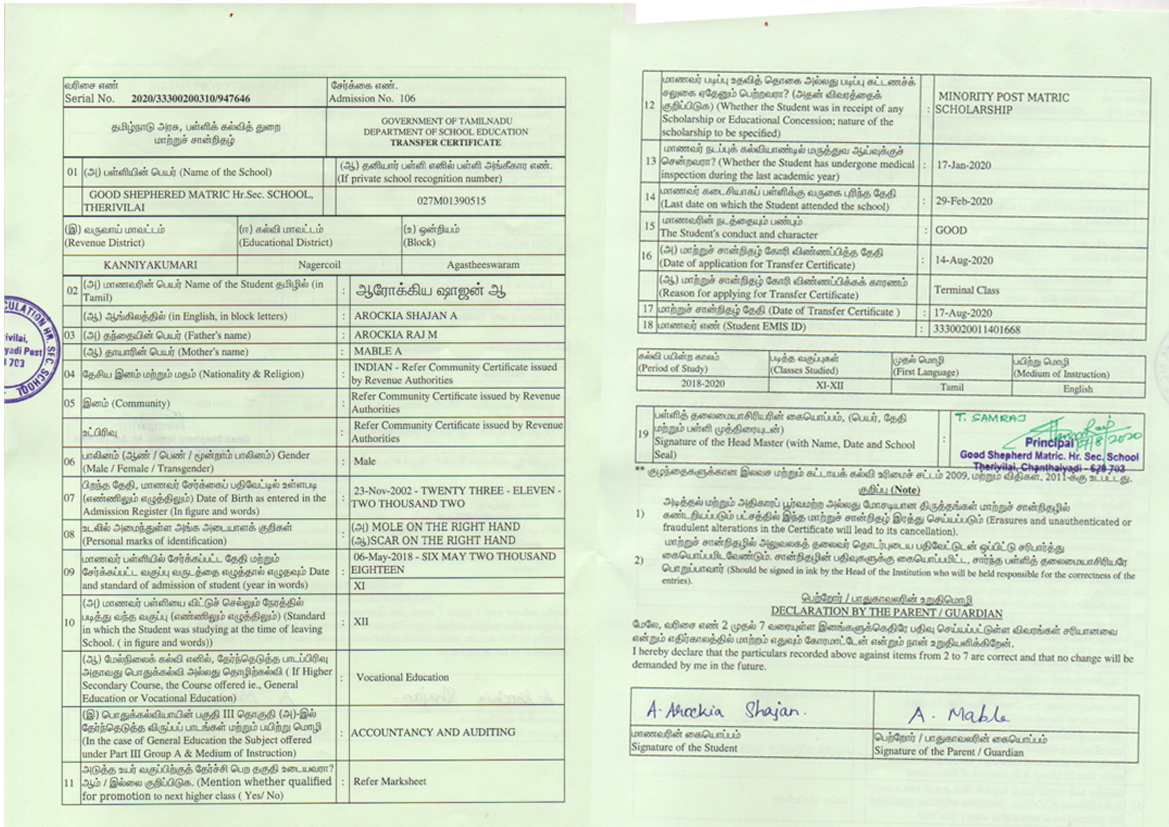 வரிசை எண்
Serial No. 2020/33300200310/947646
சேர்க்கை எண்.
Admission No. 106
தமிழ்நாடு அரசு, பள்ளிக் கல்வித் துறை
மாற்றுச் சான்றிதழ்
GOVERNMENT OF TAMILNADU
DEPARTMENT OF SCHOOL EDUCATION
TRANSFER CERTIFICATE
01 (அ) பள்ளியின் பெயர் (Name of the School)
(ஆ) தனியார் பள்ளி எனில் பள்ளி அங்கீகார எண்.
(If private school recognition number)
GOOD SHEPHERED MATRIC Hr.Sec. SCHOOL,
THERIVILAI
027M01390515
(இ) வருவாய் மாவட்டம்
(Revenue District)
(ஈ) கல்வி மாவட்டம்
(Educational District)
(உ) ஒன்றியம்
(Block)
KANNIYAKUMARI
Nagercoil
Agastheeswaram
02 (அ) மாணவரின் பெயர் Name of the Student தமிழில் (in
Tamil)
: ஆரோக்கிய ஷாஜன் ஆ
(ஆ) ஆங்கிலத்தில் (in English, in block letters) : AROCKIA SHAJAN A
03 (அ) தந்தையின் பெயர் (Father's name) : AROCKIA RAJ M
(ஆ) தாயாரின் பெயர் (Mother's name) : MABLE A
04 தேசிய இனம் மற்றும் மதம் (Nationality & Religion) :
INDIAN - Refer Community Certificate issued
by Revenue Authorities
05 இனம் (Community) :
Refer Community Certificate issued by Revenue
Authorities
உட்பிரிவு :
Refer Community Certificate issued by Revenue
Authorities
06 பாலினம் (ஆண் / பெண் / மூன்றாம் பாலினம்) Gender
(Male / Female / Transgender)
: Male
07 பிறந்த தேதி, மாணவர் சேர்க்கைப் பதிவேட்டில் உள்ளபடி
(எண்ணிலும் எழுத்திலும்) Date of Birth as entered in the
Admission Register (In figure and words)
: 23-Nov-2002 - TWENTY THREE - ELEVEN -
TWO THOUSAND TWO
08 உடலில் அமைந்துள்ள அங்க அடையாளக் குறிகள்
(Personal marks of identification)
: (அ) MOLE ON THE RIGHT HAND
(ஆ)SCAR ON THE RIGHT HAND
09 மாணவர் பள்ளியில் சேர்க்கப்பட்ட தேதி மற்றும்
சேர்க்கப்பட்ட வகுப்பு வருடத்தை எழுத்தால் எழுதவும் Date
and standard of admission of student (year in words)
: 06-May-2018 - SIX MAY TWO THOUSAND
EIGHTEEN
XI
10 (அ) மாணவர் பள்ளியை விட்டுச் செல்லும் நேரத்தில்
படித்து வந்த வகுப்பு (எண்ணிலும் எழுத்திலும்) (Standard
in which the Student was studying at the time of leaving
School. ( in figure and words))
: XII
(ஆ) மேல்நிலைக் கல்வி எனில், தேர்ந்தெடுத்த பாடப்பிரிவு
அதாவது பொதுக்கல்வி அல்லது தொழிற்கல்வி ( If Higher
Secondary Course, the Course offered ie., General
Education or Vocational Education)
: Vocational Education
(இ) பொதுக்கல்வியாயின் பகுதி III தொகுதி (அ)-இல்
தேர்ந்தெடுத்த விருப்பப் பாடங்கள் மற்றும் பயிற்று மொழி
(In the case of General Education the Subject offered
under Part III Group A & Medium of Instruction)
: ACCOUNTANCY AND AUDITING
11 அடுத்த உயர் வகுப்பிற்குத் தேர்ச்சி பெற தகுதி உடையவரா?
ஆம் / இல்லை குறிப்பிடுக. (Mention whether qualified
for promotion to next higher class ( Yes/ No)
: Refer Marksheet
12 மாணவர் படிப்பு உதவித் தொகை அல்லது படிப்பு கட்டணச்ச்
சலுகை ஏதேனும் பெற்றவரா? (அதன் விவரத்தைக்
குறிப்பிடுக) (Whether the Student was in receipt of any
Scholarship or Educational Concession; nature of the
scholarship to be specified)
: MINORITY POST MATRIC
SCHOLARSHIP
13 மாணவர் நடப்புக் கல்வியாண்டில் மருத்துவ ஆய்வுக்குச்
சென்றவரா? (Whether the Student has undergone medical
inspection during the last academic year)
: 17-Jan-2020
14 மாணவர் கடைசியாகப் பள்ளிக்கு வருகை புரிந்த தேதி
(Last date on which the Student attended the school)
: 29-Feb-2020
15 மாணவரின் நடத்தையும் பண்பும்
The Student's conduct and character
: GOOD
16 (அ) மாற்றுச் சான்றிதழ் கோரி விண்ணப்பித்த தேதி
(Date of application for Transfer Certificate)
: 14-Aug-2020
(ஆ) மாற்றுச் சான்றிதழ் கோரி விண்ணப்பிக்கக் காரணம்
(Reason for applying for Transfer Certificate)
: Terminal Class
17 மாற்றுச் சான்றிதழ் தேதி (Date of Transfer Certificate ) : 17-Aug-2020
18 மாணவர் எண் (Student EMIS ID) : 3330020011401668
கல்வி பயின்ற காலம்
(Period of Study)
படித்த வகுப்புகள்
(Classes Studied)
முதல் மொழி
(First Language)
பயிற்று மொழி
(Medium of Instruction)
2018-2020
XI-XII
Tamil
English
19 பள்ளித் தலைமையாசிரியரின் கையொப்பம், (பெயர், தேதி
மற்றும் பள்ளி முத்திரையுடன்)
Signature of the Head Master (with Name, Date and School
Seal)
:
T. SAMRAJ
17/8/2020
Principal
Good Shepherd Matric. Hr. Sec. School
Therivilai, Chanthaiyadi - 629 703
** குழந்தைகளுக்கான இலவச மற்றும் கட்டாயக் கல்வி உரிமைச் சட்டம் 2009, மற்றும் விதிகள், 2011-க்கு உட்பட்டது.
குறிப்பு (Note)
1) அடித்தல் மற்றும் அதிகாரப் பூர்வமற்ற அல்லது மோசடியான திருத்தங்கள் மாற்றுச் சான்றிதழில்
கண்டறியப்படும் பட்சத்தில் இந்த மாற்றுச் சான்றிதழ் இரத்து செய்யப்படும் (Erasures and unauthenticated or
fraudulent alterations in the Certificate will lead to its cancellation).
2) மாற்றுச் சான்றிதழில் அலுவலகத் தலைவர் தொடர்புடைய பதிவேட்டுடன் ஒப்பிட்டு சரிபார்த்து
கையொப்பமிடவேண்டும். சான்றிதழின் பதிவுகளுக்கு கையொப்பமிட்ட, சார்ந்த பள்ளித் தலைமையாசிரியரே
பொறுப்பாவார் (Should be signed in ink by the Head of the Institution who will be held responsible for the correctness of the
entries).
பெற்றோர் / பாதுகாவலரின் உறுதிமொழி
DECLARATION BY THE PARENT / GUARDIAN
மேலே, வரிசை எண் 2 முதல் 7 வரையுள்ள இனங்களுக்கெதிரே பதிவு செய்யப்பட்டுள்ள விவரங்கள் சரியானவை
என்றும் எதிர்காலத்தில் மாற்றம் எதுவும் கோரமாட்டேன் என்றும் நான் உறுதியளிக்கிறேன்.
I hereby declare that the particulars recorded above against items from 2 to 7 are correct and that no change will be
demanded by me in the future.
A. Arockia Shajan.
A. Mable
மாணவரின் கையொப்பம்
Signature of the Student
பெற்றோர் / பாதுகாவலரின் கையொப்பம்
Signature of the Parent / Guardian